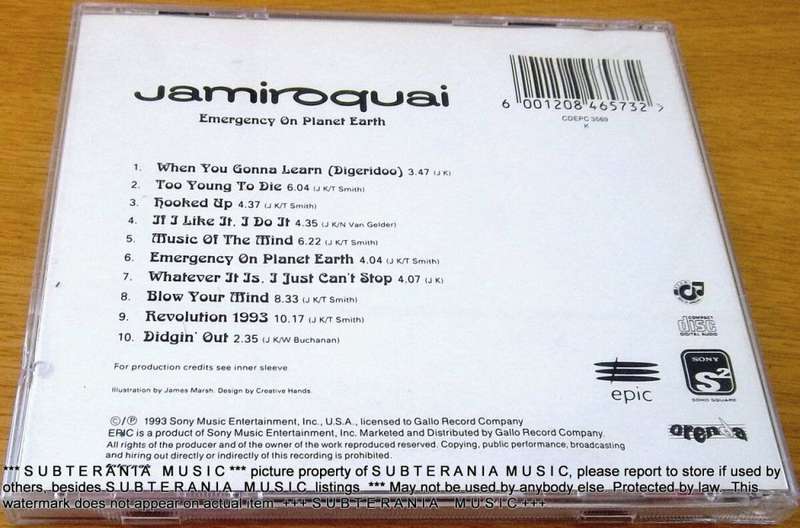 Jamiroquai
Emergency On Planet Earth
6 001208 465732 >
CDEPC 3569
K
1. When You Gonna Learn (Digeridoo) 3.47 (J K)
2. Too Young To Die 6.04 (J K/T Smith)
3. Hooked Up 4.37 (J K/T Smith)
4. If I Like It, I Do It 4.35 (J K/N Van Gelder)
5. Music Of The Mind 6.22 (J K/T Smith)
6. Emergency On Planet Earth 4.04 (J K/T Smith)
7. Whatever It Is, I Just Can't Stop 4.07 (J K)
8. Blow Your Mind 8.33 (J K/T Smith)
9. Revolution 1993 10.17 (J K/T Smith)
10. Didgin' Out 2.35 (J K/W Buchanan)
For production credits see inner sleeve
Illustration by James Marsh. Design by Creative Hands.
COMPACT
disc
DIGITAL AUDIO
epic
SONY
S2
SOHO SQUARE
orenda
©/℗ 1993 Sony Music Entertainment, Inc., U.S.A., licensed to Gallo Record Company
EPIC is a product of Sony Music Entertainment, Inc. Marketed and Distributed by Gallo Record Company.
All rights of the producer and of the owner of the work reproduced reserved. Copying, public performance, broadcasting
and hiring out directly or indirectly of this recording is prohibited.
*** SUBTERANIA MUSIC *** picture property of SUBTERANIA MUSIC, please report to store if used by
others, besides SUBTERANIA MUSIC listings *** May not be used by anybody else Protected by law. This
watermark does not appear on actual item +++ SUBTERANIA MUSIC +++